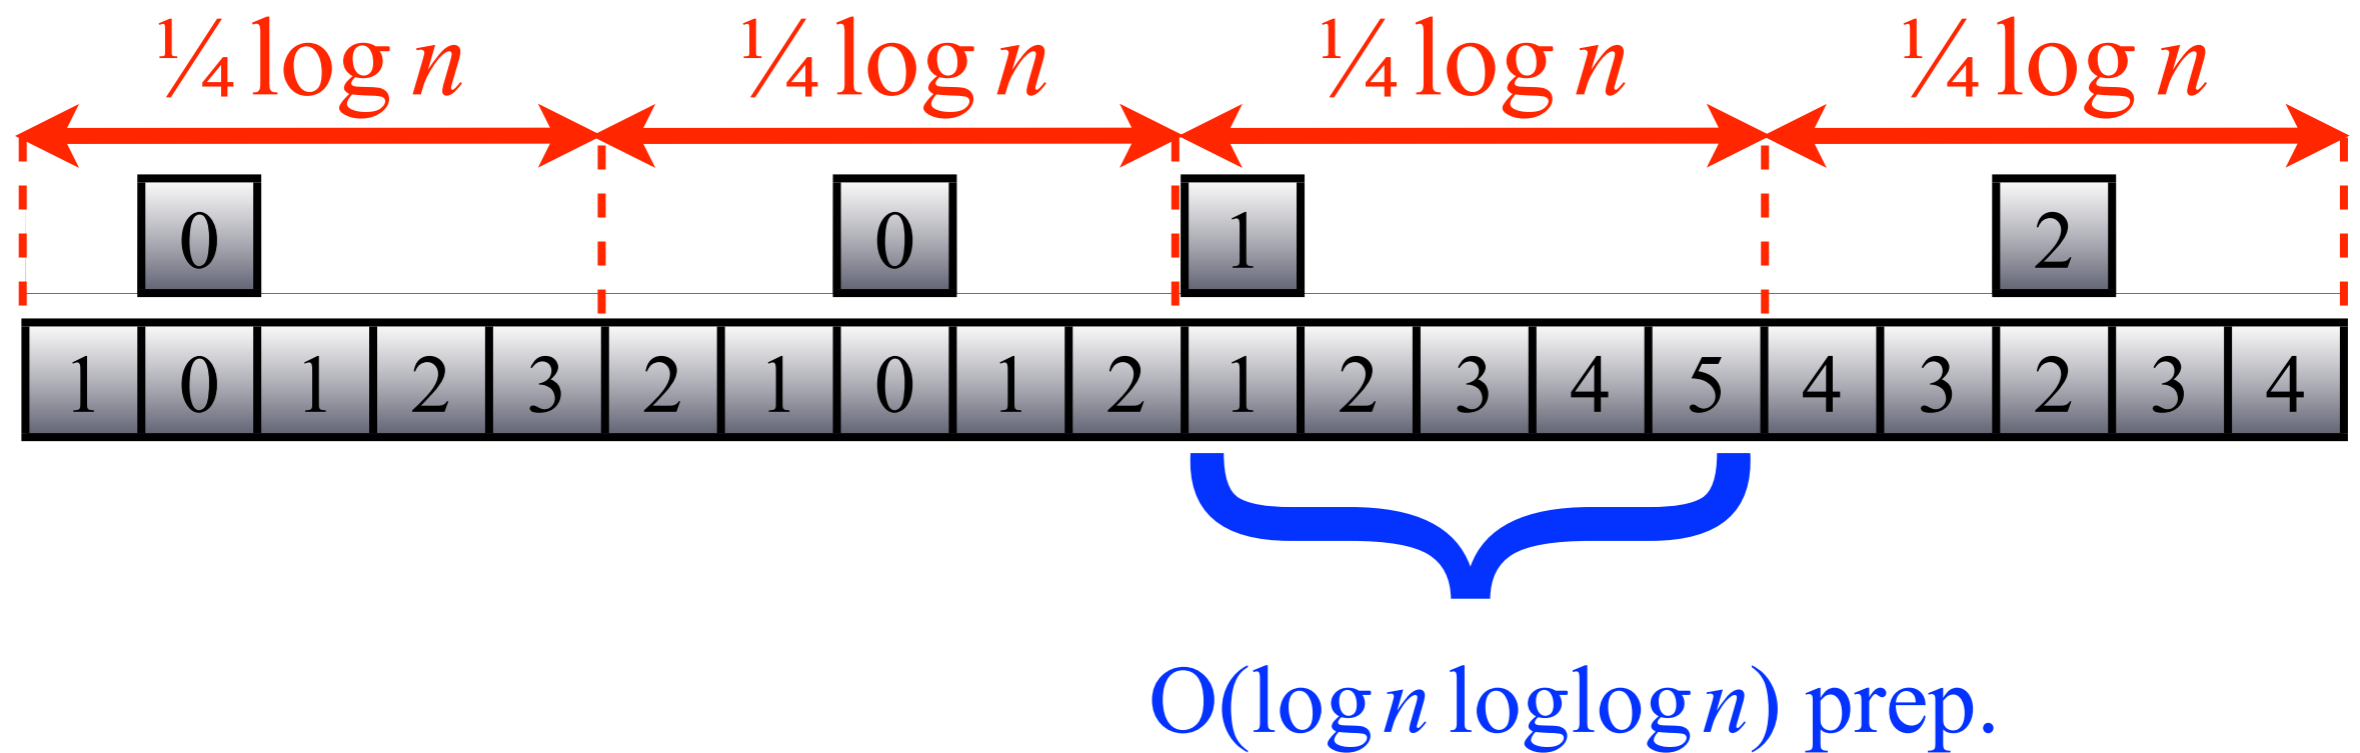 ¼ log n ¼ log n ¼ log n ¼ log n
0 0 1 2
1 0 1 2 3 2 1 0 1 2 1 2 3 4 5 4 3 2 3 4
O(log n loglog n) prep.